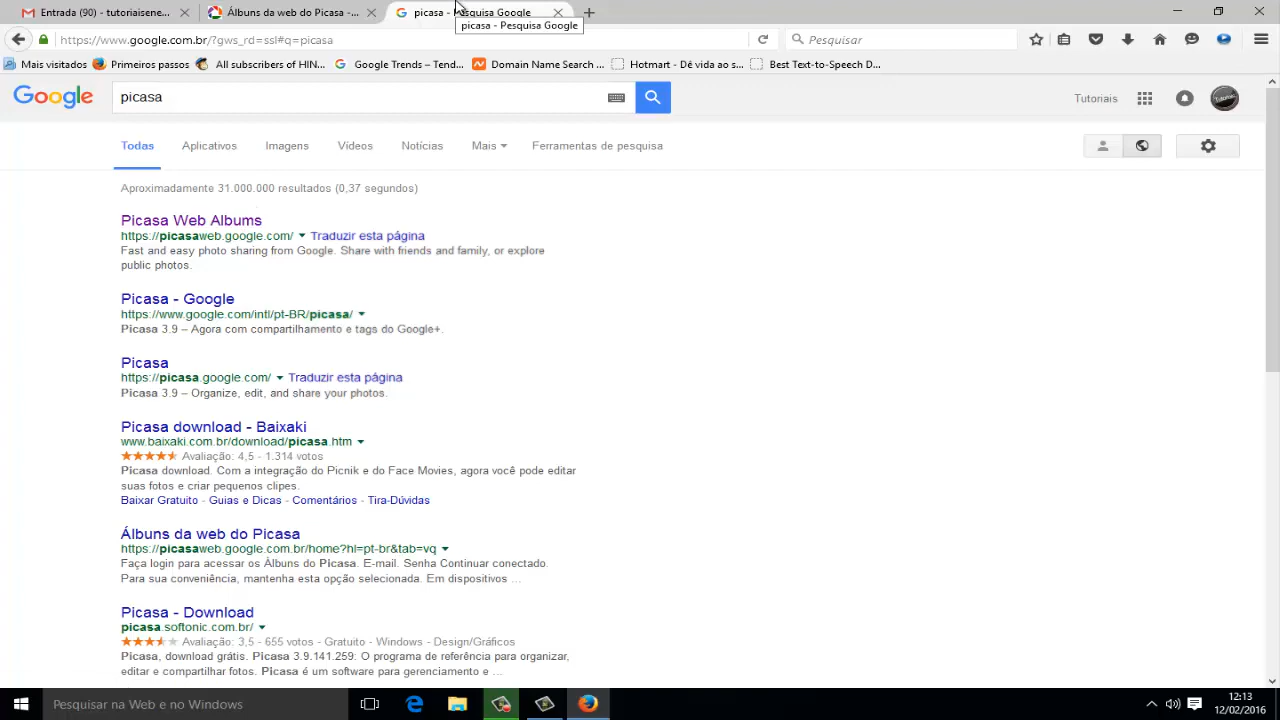 Entrada (90) - tutoriaisene...
Álbuns da web do Picasa -...
picasa - Pesquisa Google
picasa - Pesquisa Google
https://www.google.com.br/?gws_rd=ssl#q=picasa
Pesquisar
Mais visitados Primeiros passos All subscribers of HIN... Google Trends – Tend... Domain Name Search ... Hotmart - Dê vida ao s... Best Text-to-Speech D...
Google picasa Tutoriais
Todas Aplicativos Imagens Vídeos Notícias Mais Ferramentas de pesquisa
Aproximadamente 31.000.000 resultados (0,37 segundos)
Picasa Web Albums
https://picasaweb.google.com/ Traduzir esta página
Fast and easy photo sharing from Google. Share with friends and family, or explore
public photos.
Picasa - Google
https://www.google.com/intl/pt-BR/picasa/
Picasa 3.9 – Agora com compartilhamento e tags do Google+.
Picasa
https://picasa.google.com/ Traduzir esta página
Picasa 3.9 – Organize, edit, and share your photos.
Picasa download - Baixaki
www.baixaki.com.br/download/picasa.htm
Avaliação: 4,5 - 1.314 votos
Picasa download. Com a integração do Picnik e do Face Movies, agora você pode editar
suas fotos e criar pequenos clipes.
Baixar Gratuito - Guias e Dicas - Comentários - Tira-Dúvidas
Álbuns da web do Picasa
https://picasaweb.google.com.br/home?hl=pt-br&tab=vq
Faça login para acessar os Álbuns do Picasa. E-mail. Senha Continuar conectado.
Para sua conveniência, mantenha esta opção selecionada. Em dispositivos ...
Picasa - Download
picasa.softonic.com.br/
Avaliação: 3,5 - 655 votos - Gratuito - Windows - Design/Gráficos
Picasa, download grátis. Picasa 3.9.141.259: O programa de referência para organizar,
editar e compartilhar fotos. Picasa é um software para gerenciamento e ...
Pesquisar na Web e no Windows
12:13
12/02/2016